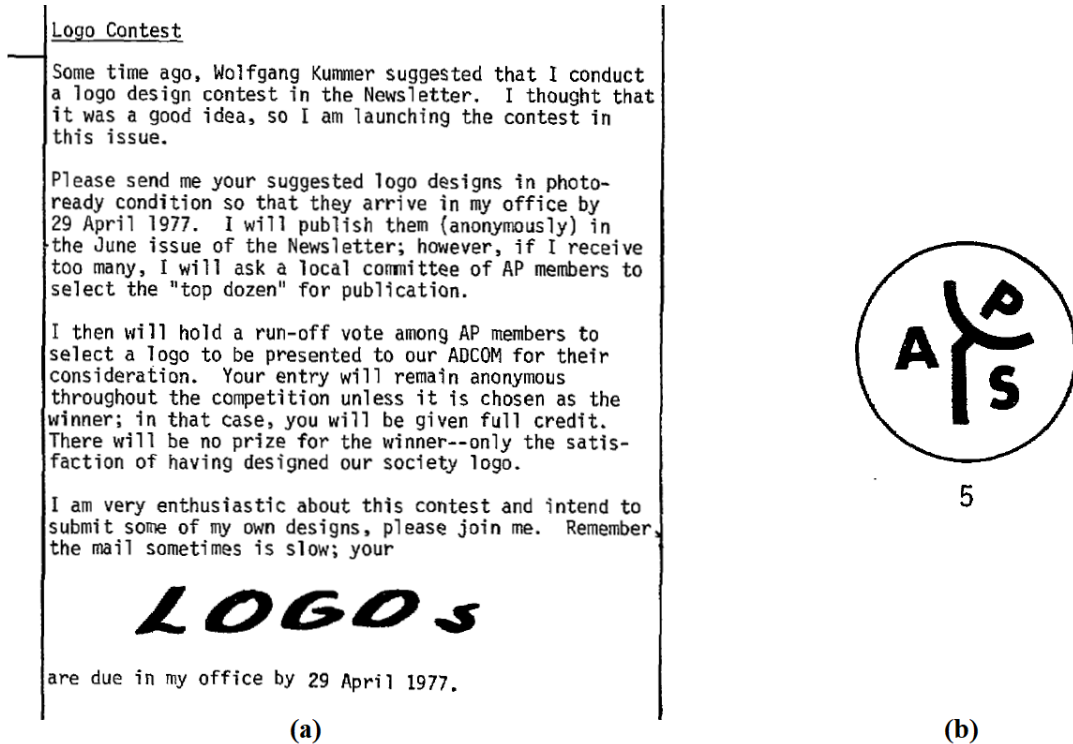 Logo Contest
Some time ago, Wolfgang Kummer suggested that I conduct
a logo design contest in the Newsletter.  I thought that
it was a good idea, so I am launching the contest in
this issue.
Please send me your suggested logo designs in photo-
ready condition so that they arrive in my office by
29 April 1977.  I will publish them (anonymously) in
the June issue of the Newsletter; however, if I receive
too many, I will ask a local committee of AP members to
select the "top dozen" for publication.
I then will hold a run-off vote among AP members to
select a logo to be presented to our ADCOM for their
consideration.  Your entry will remain anonymous
throughout the competition unless it is chosen as the
winner; in that case, you will be given full credit.
There will be no prize for the winner--only the satis-
faction of having designed our society logo.
I am very enthusiastic about this contest and intend to
submit some of my own designs, please join me.  Remember,
the mail sometimes is slow; your
LOGOs
are due in my office by 29 April 1977.
(a)
A P S
5
(b)